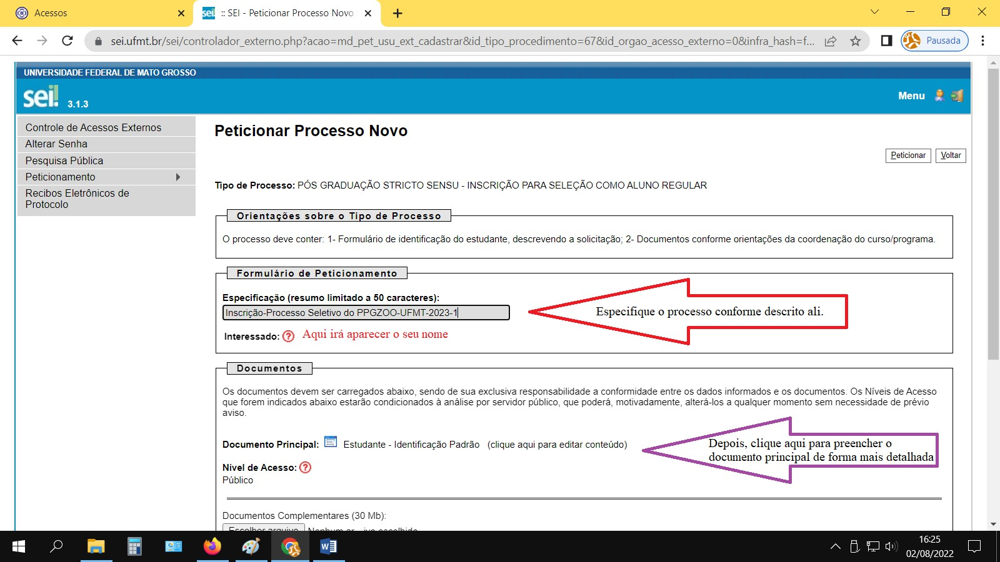 Acessos
:: SEI - Peticionar Processo Novo
sei.ufmt.br/sei/controlador_externo.php?acao=md_pet_usu_ext_cadastrar&id_tipo_procedimento=67&id_orgao_acesso_externo=0&infra_hash=f...
Pausada
UNIVERSIDADE FEDERAL DE MATO GROSSO
sei! 3.1.3
Menu
Controle de Acessos Externos
Alterar Senha
Pesquisa Pública
Peticionamento
Recibos Eletrônicos de
Protocolo
Peticionar Processo Novo
Peticionar Voltar
Tipo de Processo: PÓS GRADUAÇÃO STRICTO SENSU - INSCRIÇÃO PARA SELEÇÃO COMO ALUNO REGULAR
Orientações sobre o Tipo de Processo
O processo deve conter: 1- Formulário de identificação do estudante, descrevendo a solicitação; 2- Documentos conforme orientações da coordenação do curso/programa.
Formulário de Peticionamento
Especificação (resumo limitado a 50 caracteres):
Inscrição-Processo Seletivo do PPGZOO-UFMT-2023-1
Especifique o processo conforme descrito ali.
Interessado: ? Aqui irá aparecer o seu nome
Documentos
Os documentos devem ser carregados abaixo, sendo de sua exclusiva responsabilidade a conformidade entre os dados informados e os documentos. Os Níveis de Acesso
que forem indicados abaixo estarão condicionados à análise por servidor público, que poderá, motivadamente, alterá-los a qualquer momento sem necessidade de prévio
aviso.
Documento Principal: Estudante - Identificação Padrão (clique aqui para editar conteúdo)
Depois, clique aqui para preencher o
documento principal de forma mais detalhada
Nível de Acesso: ?
Público
Documentos Complementares (30 Mb):
Escolher arquivo Nenhum ar...ivo escolhido
16:25
02/08/2022